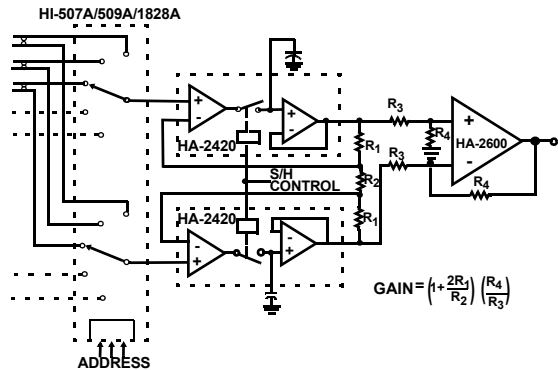 HI-507A/509A/1828A
+
-
HA-2420
-
+
S/H
CONTROL
R1
R2
R1
R3
R3
R4
+
-
HA-2600
R4
HA-2420
-
+
-
+
ADDRESS
GAIN = (1+ 2R1/R2) (R4/R3)